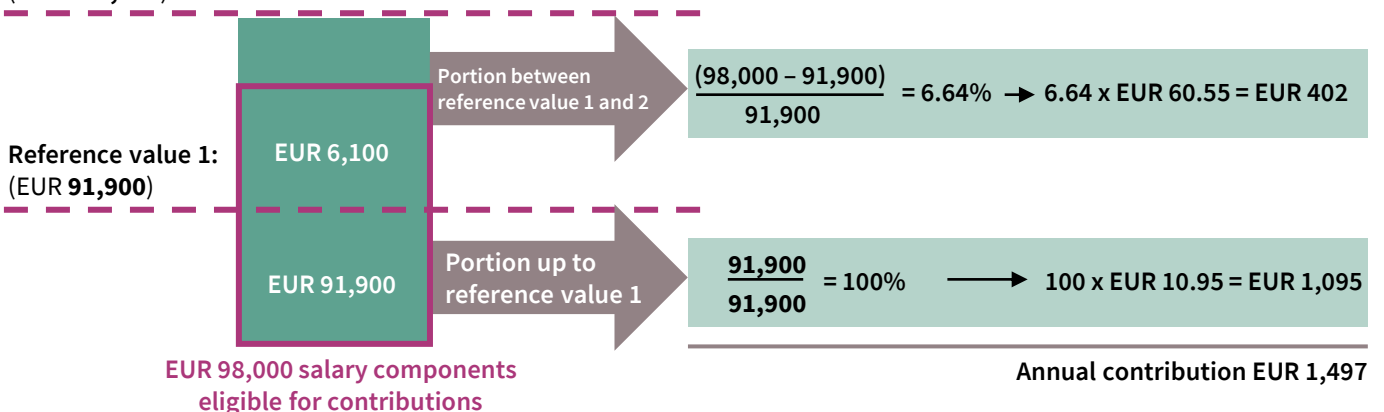 Portion between
reference value 1 and 2
(98,000 – 91,900)
91,900
= 6.64% → 6.64 x EUR 60.55 = EUR 402
Reference value 1:
(EUR 91,900)
EUR 6,100
EUR 91,900
Portion up to
reference value 1
91,900
91,900
= 100% → 100 x EUR 10.95 = EUR 1,095
EUR 98,000 salary components
eligible for contributions
Annual contribution EUR 1,497